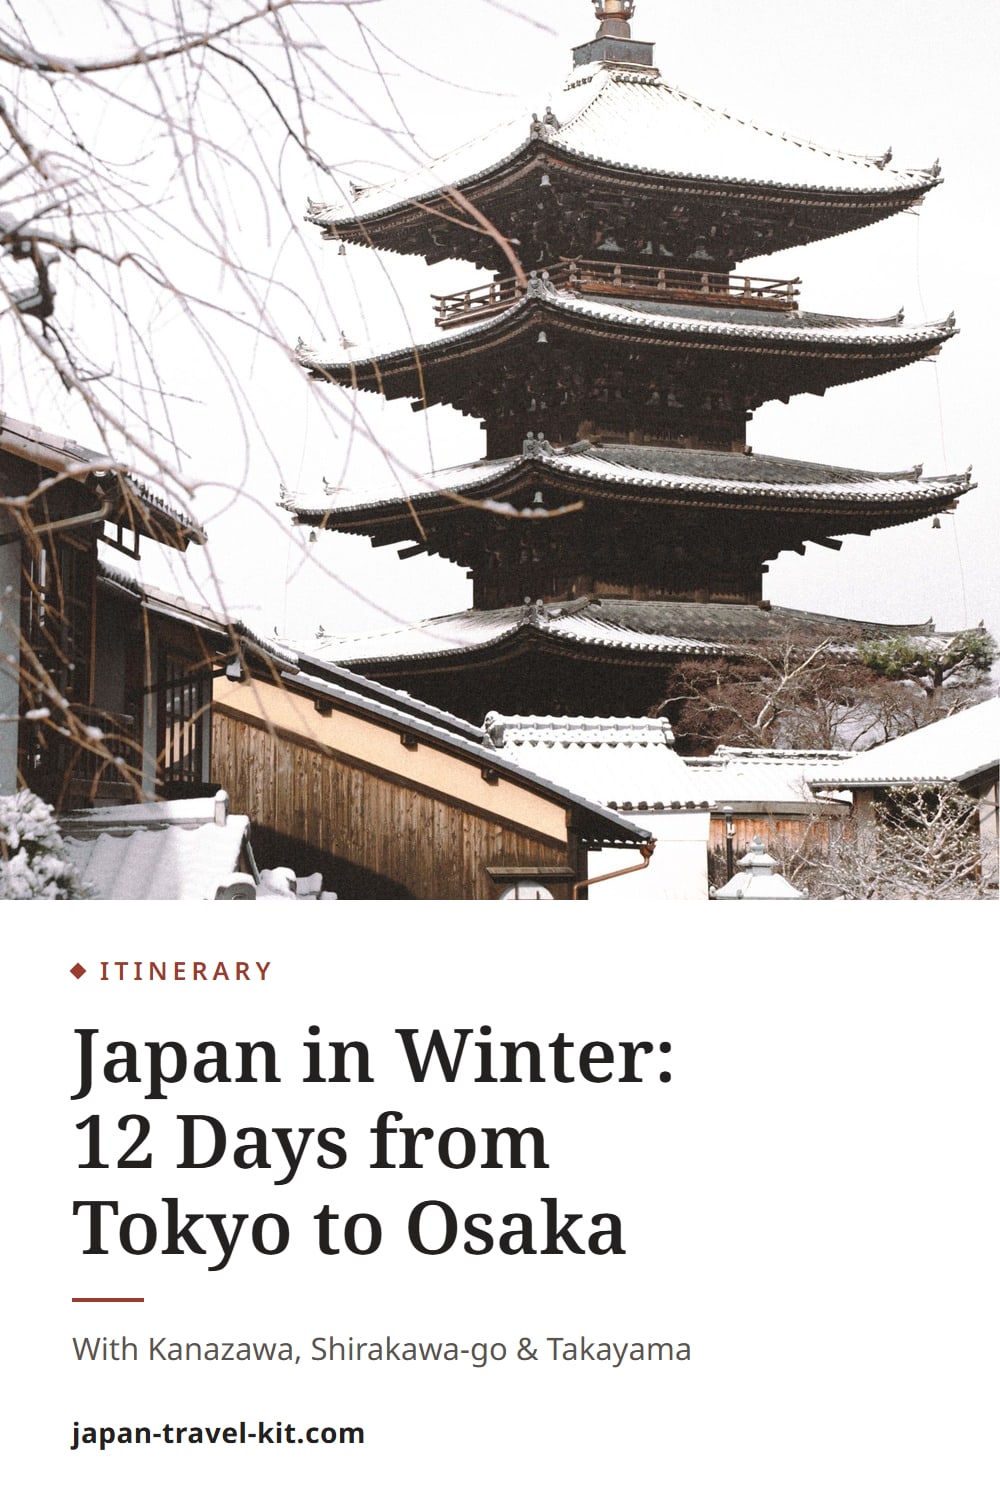 ITINERARY
Japan in Winter:
12 Days from
Tokyo to Osaka
With Kanazawa, Shirakawa-go & Takayama
japan-travel-kit.com